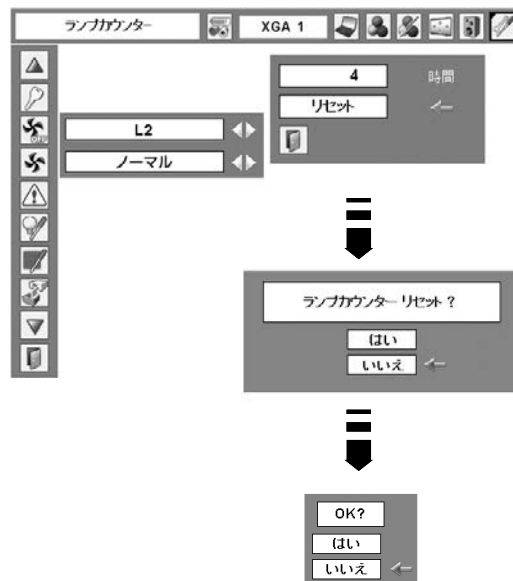 ランプカウンター XGA 1
4 時間
リセット
OFF
L2
ノーマル
ランプカウンター リセット ?
はい
いいえ
OK?
はい
いいえ